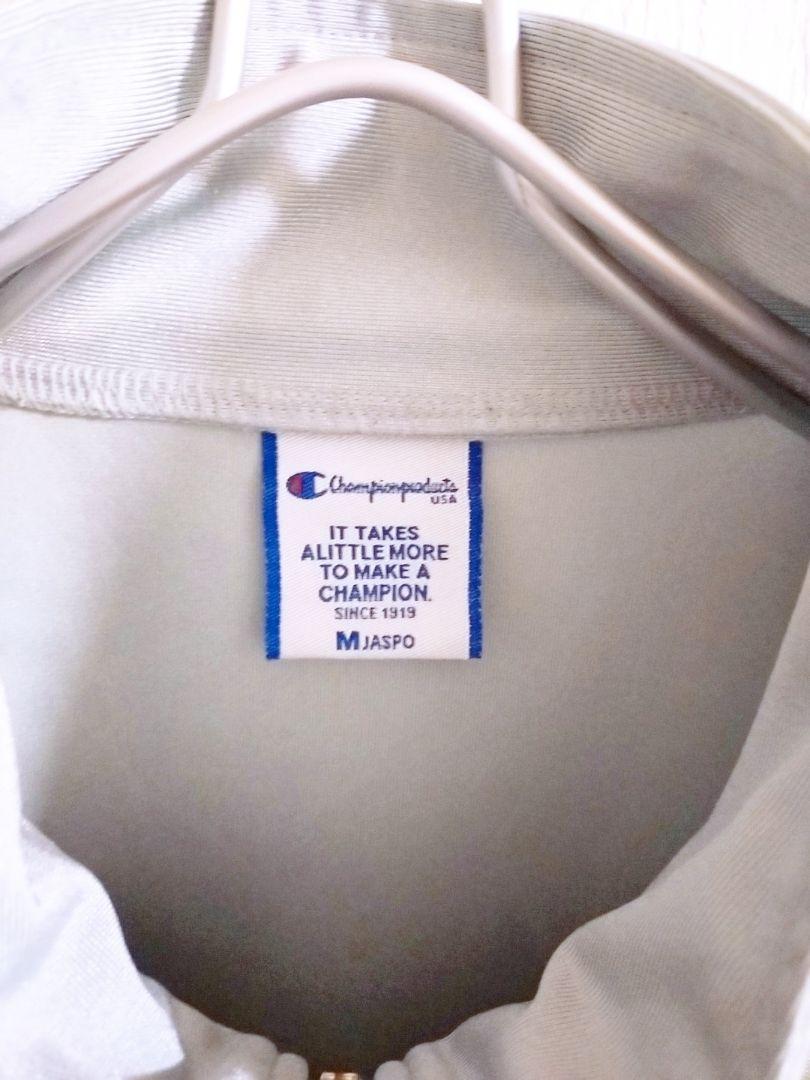 Championproducts
USA
IT TAKES
ALITTLE MORE
TO MAKE A
CHAMPION.
SINCE 1919
M JASPO